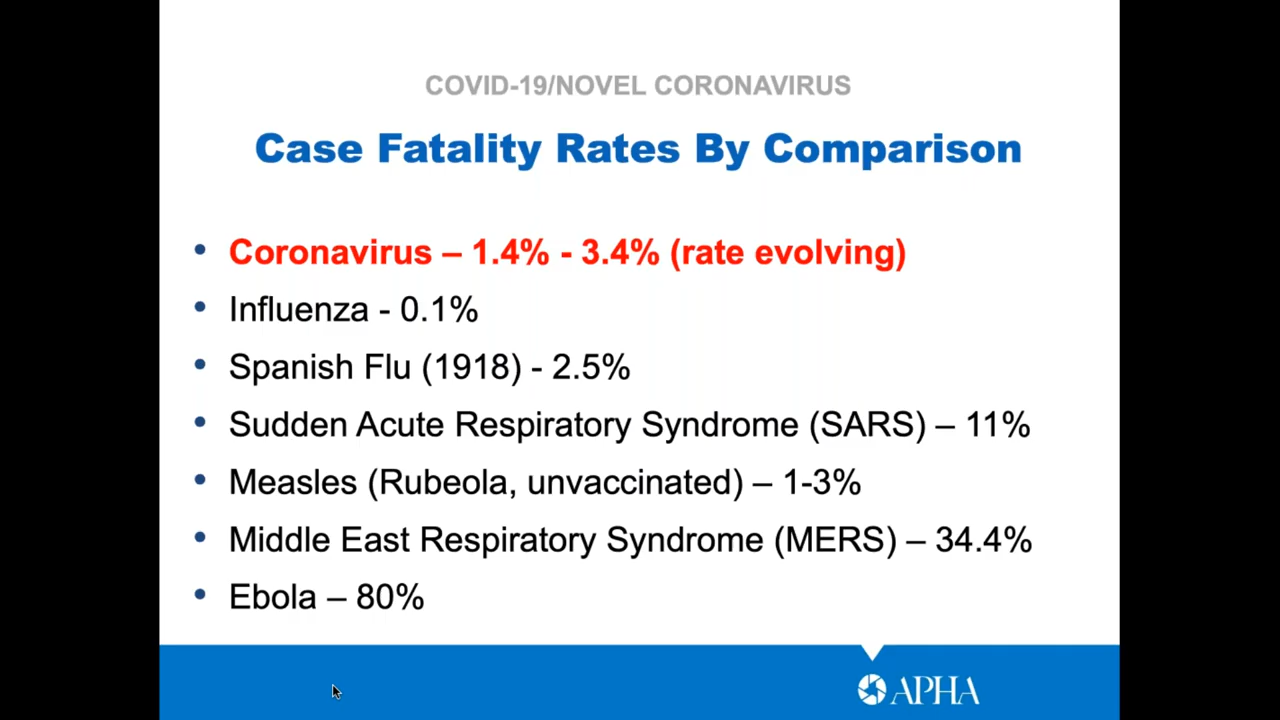 COVID-19/NOVEL CORONAVIRUS
Case Fatality Rates By Comparison
• Coronavirus – 1.4% - 3.4% (rate evolving)
• Influenza - 0.1%
• Spanish Flu (1918) - 2.5%
• Sudden Acute Respiratory Syndrome (SARS) – 11%
• Measles (Rubeola, unvaccinated) – 1-3%
• Middle East Respiratory Syndrome (MERS) – 34.4%
• Ebola – 80%
APHA